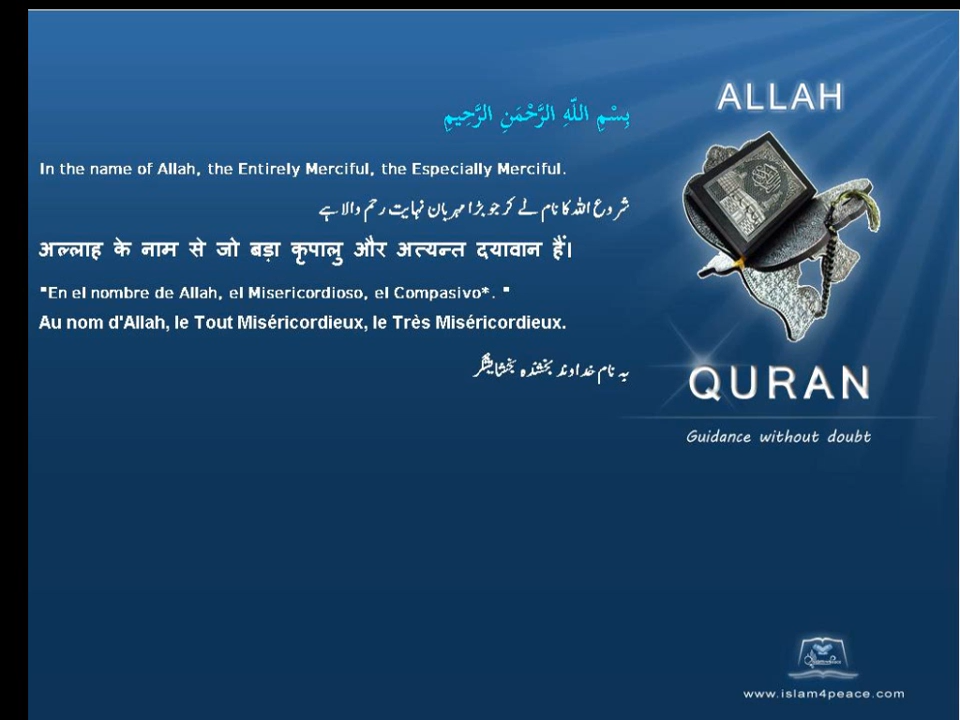 بِسْمِ اللَّهِ الرَّحْمَنِ الرَّحِيمِ
In the name of Allah, the Entirely Merciful, the Especially Merciful.
شروع الله کا نام لے کر جو بڑا مہربان نہایت رحم والا ہے
अल्लाह के नाम से जो बड़ा कृपालु और अत्यन्त दयावान हैं।
"En el nombre de Allah, el Misericordioso, el Compasivo*. "
Au nom d'Allah, le Tout Miséricordieux, le Très Miséricordieux.
به نام خداوند بخشنده بخشایشگر
ALLAH
QURAN
Guidance without doubt
www.islam4peace.com